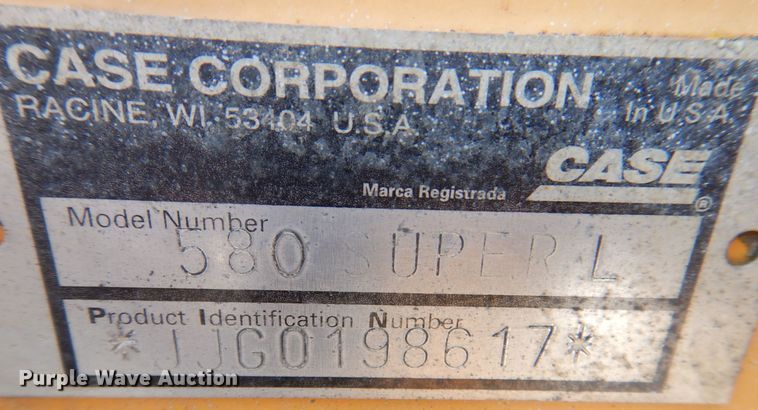 CASE CORPORATION
RACINE, WI. 53404 U.S.A.
Made
In U.S.A.
CASE
Marca Registrada
®
Model Number
580 SUPER L
Product Identification Number
*JJG0198617*
Purple Wave Auction